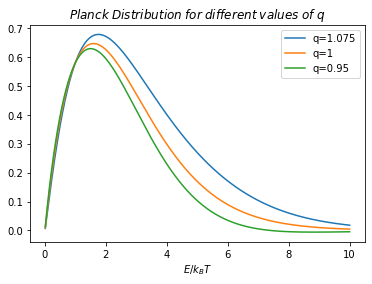 Planck Distribution for different values of q
0.7
0.6
0.5
0.4
0.3
0.2
0.1
0.0
q=1.075
q=1
q=0.95
0 2 4 6 8 10
E/k_BT